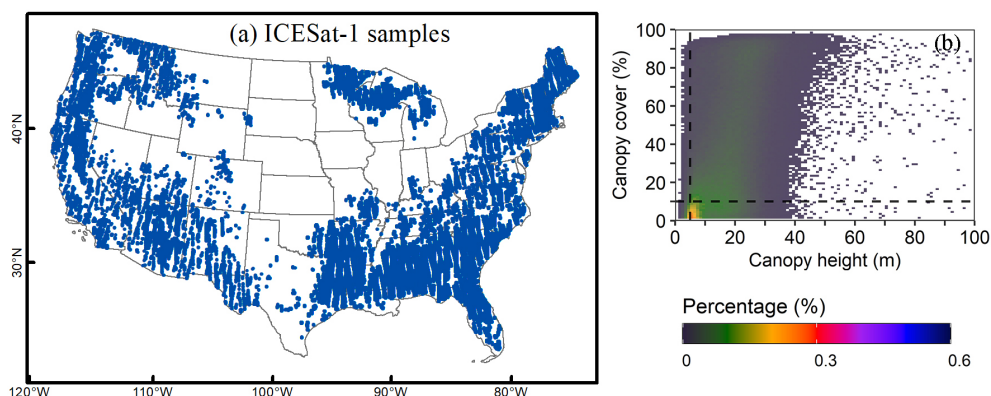 (a) ICESat-1 samples
40°N
30°N
120°W
110°W
100°W
90°W
80°W
(b)
Canopy cover (%)
100
80
60
40
20
0
0
20
40
60
80
100
Canopy height (m)
Percentage (%)
0
0.3
0.6